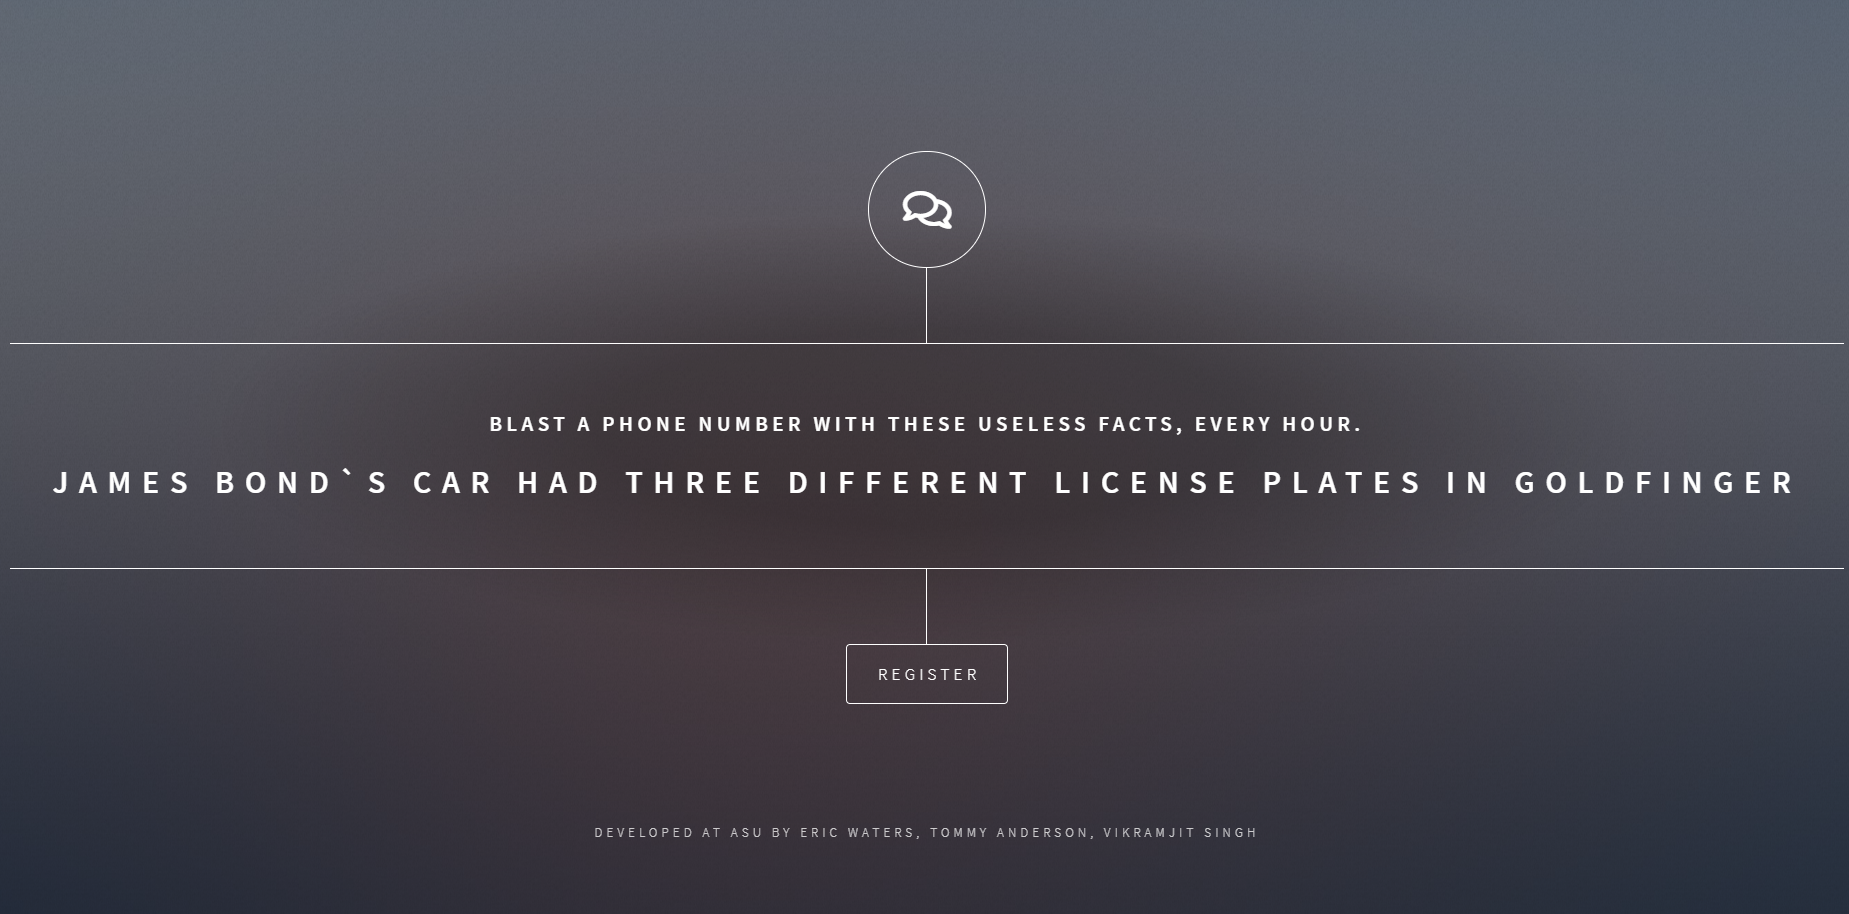 BLAST A PHONE NUMBER WITH THESE USELESS FACTS, EVERY HOUR.
JAMES BOND`S CAR HAD THREE DIFFERENT LICENSE PLATES IN GOLDFINGER
REGISTER
DEVELOPED AT ASU BY ERIC WATERS, TOMMY ANDERSON, VIKRAMJIT SINGH